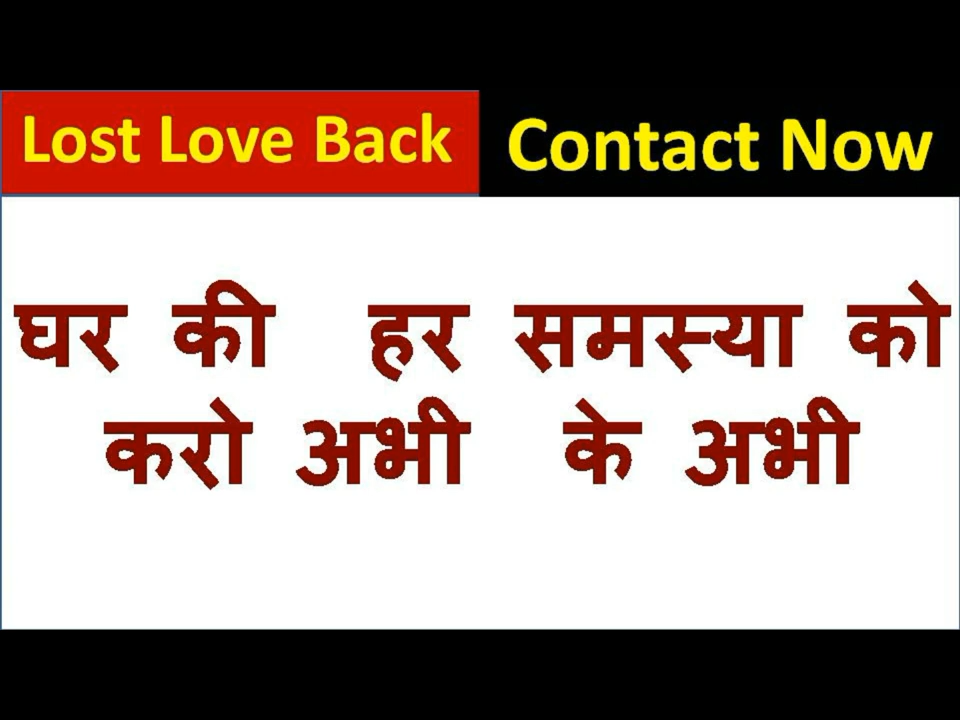 Lost Love Back
Contact Now
घर की हर समस्या को
करो अभी के अभी